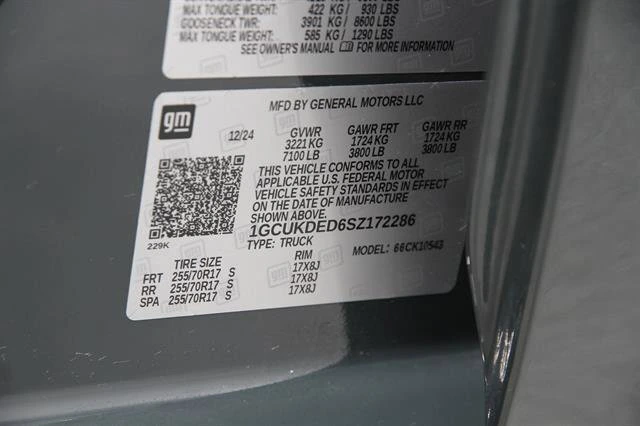 MAX TONGUE WEIGHT: 422 KG / 930 LBS
GOOSENECK TWR: 3901 KG / 8600 LBS
MAX TONGUE WEIGHT: 585 KG / 1290 LBS
SEE OWNER'S MANUAL FOR MORE INFORMATION
gm
MFD BY GENERAL MOTORS LLC
12/24 GVWR GAWR FRT GAWR RR
3221 KG 1724 KG 1724 KG
7100 LB 3800 LB 3800 LB
THIS VEHICLE CONFORMS TO ALL
APPLICABLE U.S. FEDERAL MOTOR
VEHICLE SAFETY STANDARDS IN EFFECT
ON THE DATE OF MANUFACTURE
SHOWN ABOVE.
1GCUKDED6SZ172286
229K
TYPE: TRUCK MODEL: 66CK10543
TIRE SIZE RIM
FRT 255/70R17 S 17X8J
RR 255/70R17 S 17X8J
SPA 255/70R17 S 17X8J